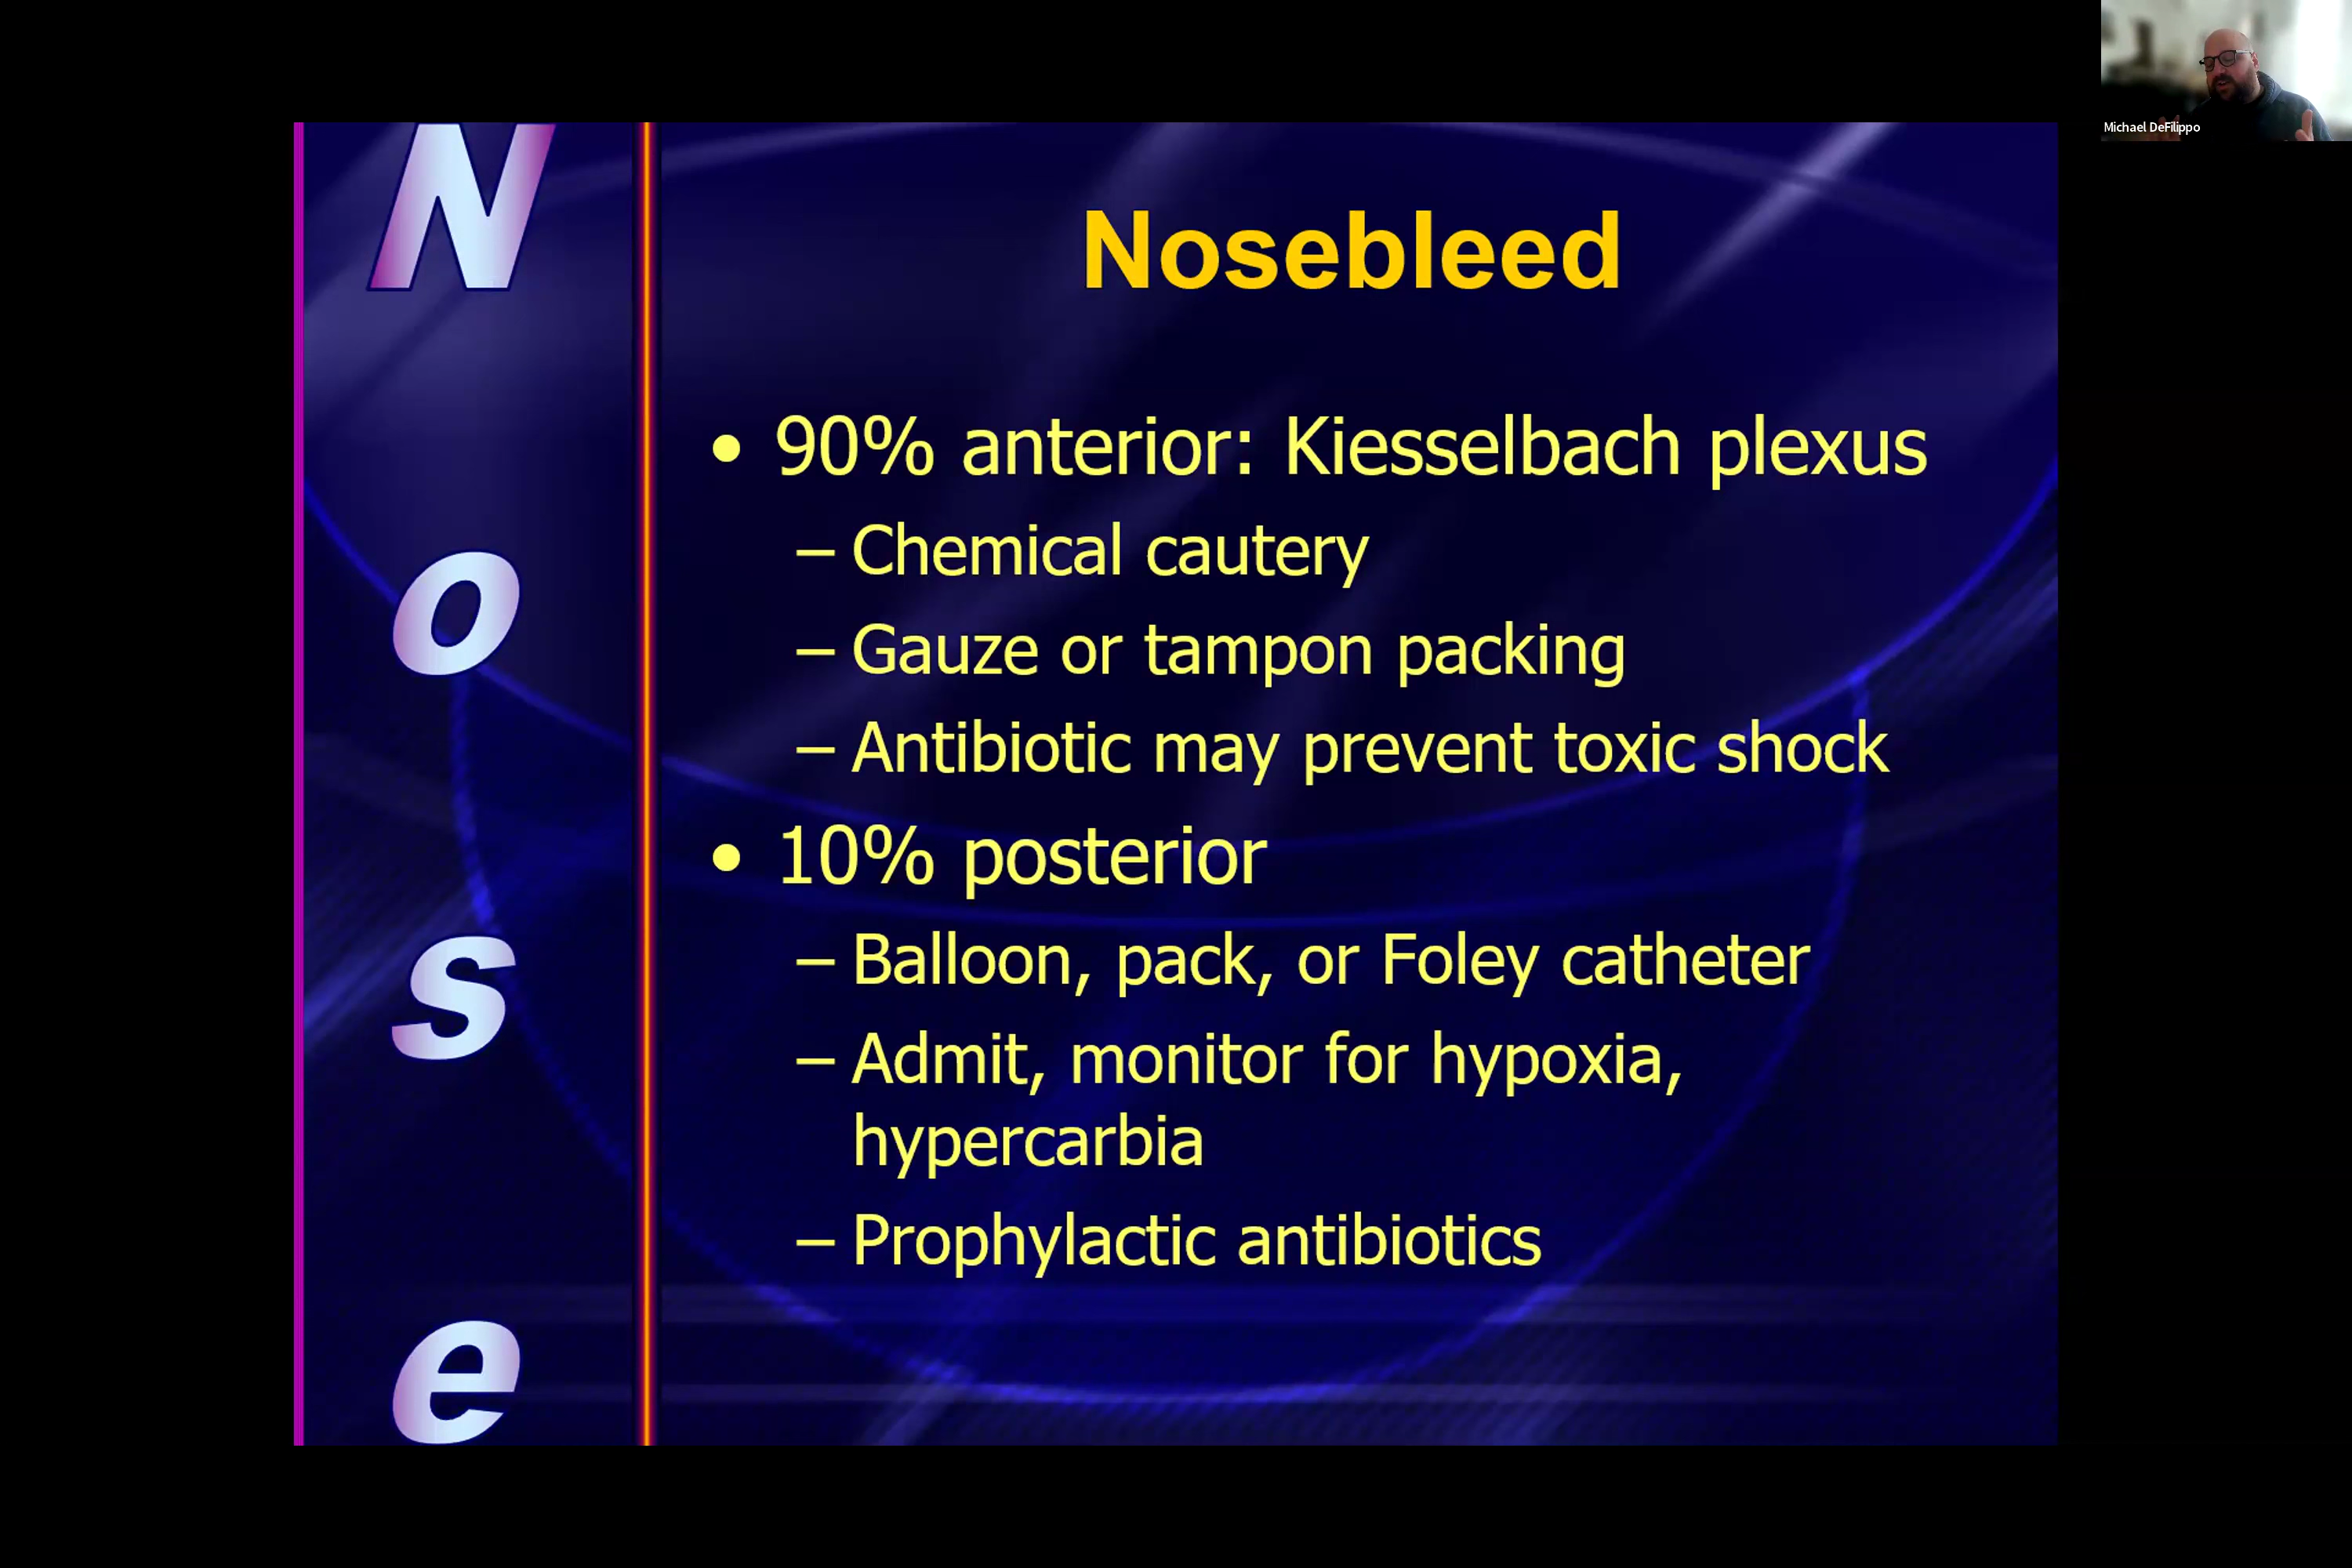 Michael DeFilippo
N
o
s
e
Nosebleed
• 90% anterior: Kiesselbach plexus
– Chemical cautery
– Gauze or tampon packing
– Antibiotic may prevent toxic shock
• 10% posterior
– Balloon, pack, or Foley catheter
– Admit, monitor for hypoxia,
hypercarbia
– Prophylactic antibiotics